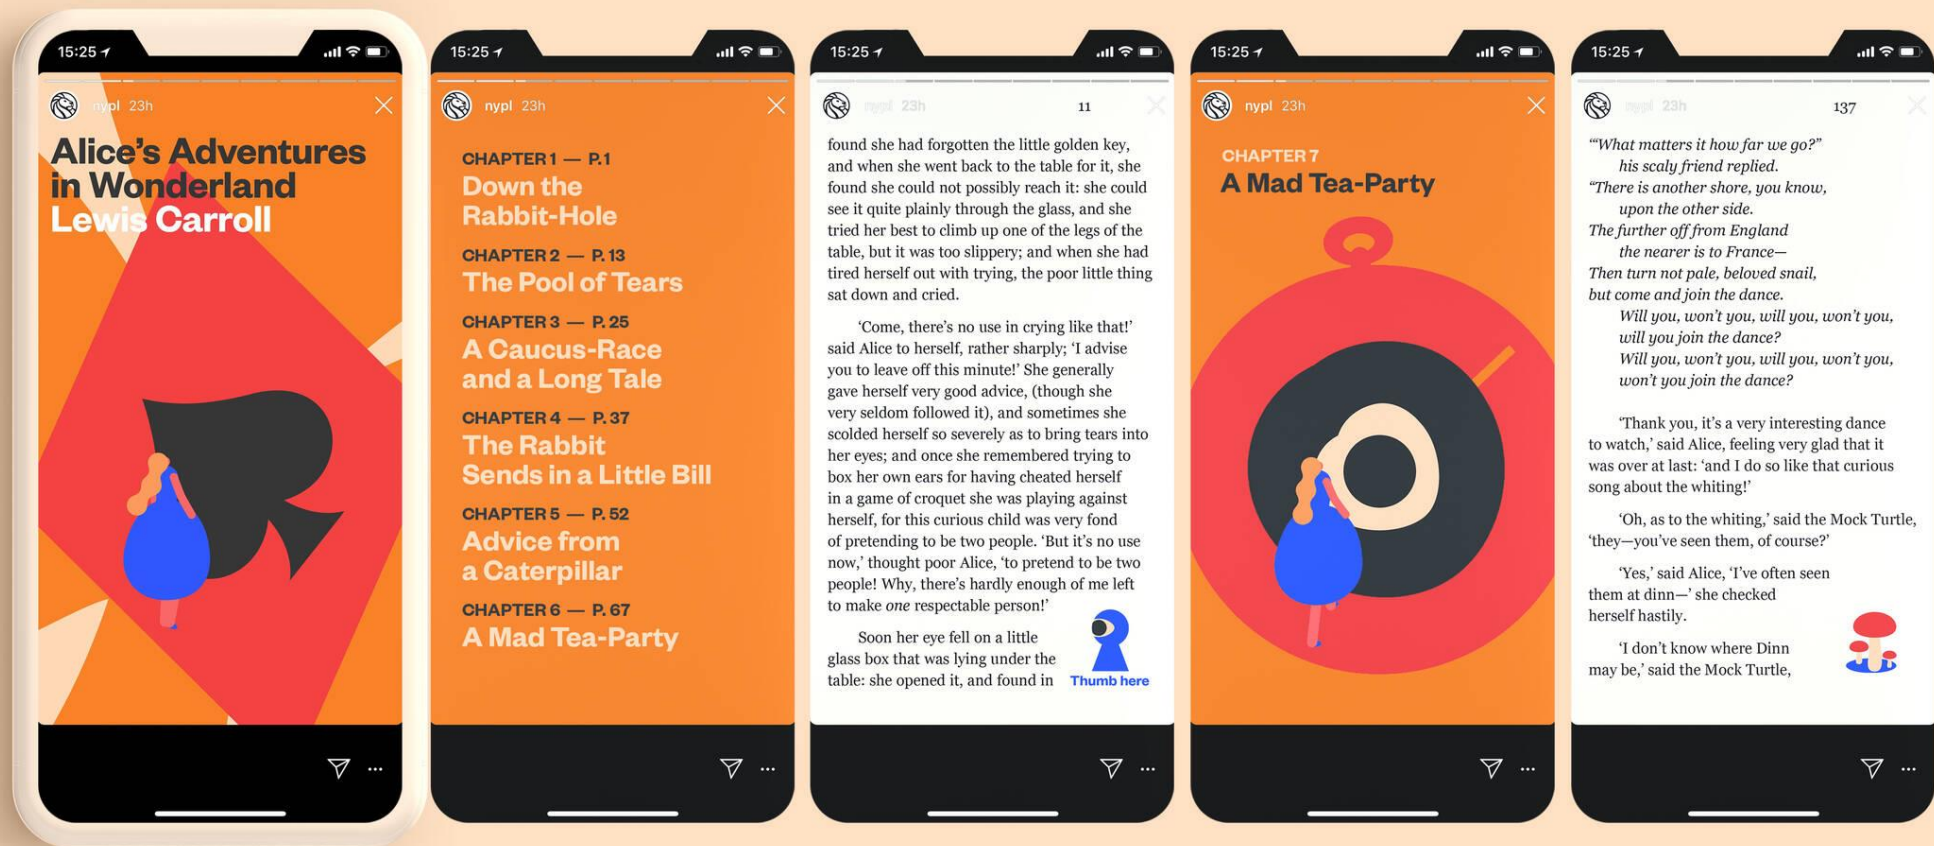 15:25
nypl 23h
Alice's Adventures
in Wonderland
Lewis Carroll
15:25
nypl 23h
CHAPTER 1 — P.1
Down the
Rabbit-Hole
CHAPTER 2 — P. 13
The Pool of Tears
CHAPTER 3 — P. 25
A Caucus-Race
and a Long Tale
CHAPTER 4 — P. 37
The Rabbit
Sends in a Little Bill
CHAPTER 5 — P. 52
Advice from
a Caterpillar
CHAPTER 6 — P. 67
A Mad Tea-Party
15:25
nypl 23h
11
found she had forgotten the little golden key,
and when she went back to the table for it, she
found she could not possibly reach it: she could
see it quite plainly through the glass, and she
tried her best to climb up one of the legs of the
table, but it was too slippery; and when she had
tired herself out with trying, the poor little thing
sat down and cried.
‘Come, there’s no use in crying like that!’
said Alice to herself, rather sharply; ‘I advise
you to leave off this minute!’ She generally
gave herself very good advice, (though she
very seldom followed it), and sometimes she
scolded herself so severely as to bring tears into
her eyes; and once she remembered trying to
box her own ears for having cheated herself
in a game of croquet she was playing against
herself, for this curious child was very fond
of pretending to be two people. ‘But it’s no use
now,’ thought poor Alice, ‘to pretend to be two
people! Why, there’s hardly enough of me left
to make one respectable person!’
Soon her eye fell on a little
glass box that was lying under the
table: she opened it, and found in
Thumb here
15:25
nypl 23h
CHAPTER 7
A Mad Tea-Party
15:25
nypl 23h
137
“‘What matters it how far we go?”
his scaly friend replied.
“There is another shore, you know,
upon the other side.
The further off from England
the nearer is to France—
Then turn not pale, beloved snail,
but come and join the dance.
Will you, won’t you, will you, won’t you,
will you join the dance?
Will you, won’t you, will you, won’t you,
won’t you join the dance?
‘Thank you, it’s a very interesting dance
to watch,’ said Alice, feeling very glad that it
was over at last: ‘and I do so like that curious
song about the whiting!’
‘Oh, as to the whiting,’ said the Mock Turtle,
‘they—you’ve seen them, of course?’
‘Yes,’ said Alice, ‘I’ve often seen
them at dinn—’ she checked
herself hastily.
‘I don’t know where Dinn
may be,’ said the Mock Turtle,